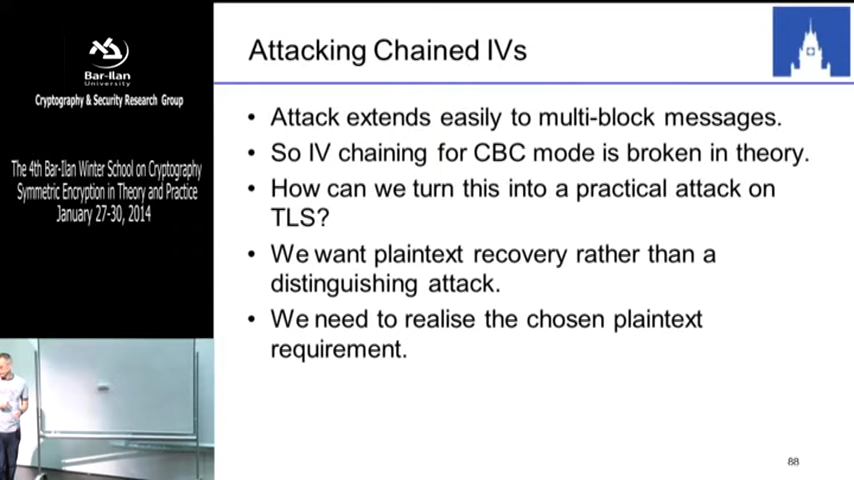 Bar-Ilan
University
Cryptography & Security Research Group
The 4th Bar-Ilan Winter School on Cryptography
Symmetric Encryption in Theory and Practice
January 27-30, 2014
Attacking Chained IVs
• Attack extends easily to multi-block messages.
• So IV chaining for CBC mode is broken in theory.
• How can we turn this into a practical attack on
TLS?
• We want plaintext recovery rather than a
distinguishing attack.
• We need to realise the chosen plaintext
requirement.
88